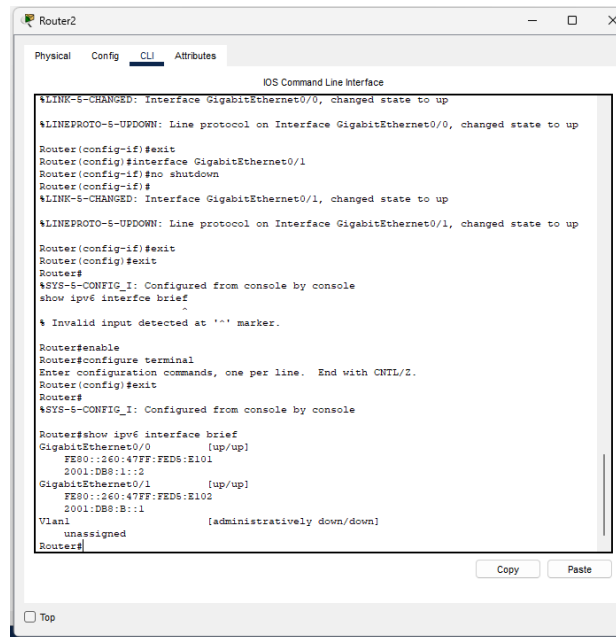 Router2
Physical Config CLI Attributes
IOS Command Line Interface
%LINK-5-CHANGED: Interface GigabitEthernet0/0, changed state to up
%LINEPROTO-5-UPDOWN: Line protocol on Interface GigabitEthernet0/0, changed state to up
Router(config-if)#exit
Router(config)#interface GigabitEthernet0/1
Router(config-if)#no shutdown
Router(config-if)#
%LINK-5-CHANGED: Interface GigabitEthernet0/1, changed state to up
%LINEPROTO-5-UPDOWN: Line protocol on Interface GigabitEthernet0/1, changed state to up
Router(config-if)#exit
Router(config)#exit
Router#
%SYS-5-CONFIG_I: Configured from console by console
show ipv6 interfce brief
^
% Invalid input detected at '^' marker.
Router#enable
Router#configure terminal
Enter configuration commands, one per line. End with CNTL/Z.
Router(config)#exit
Router#
%SYS-5-CONFIG_I: Configured from console by console
Router#show ipv6 interface brief
GigabitEthernet0/0 [up/up]
FE80::260:47FF:FED5:E101
2001:DB8:1::2
GigabitEthernet0/1 [up/up]
FE80::260:47FF:FED5:E102
2001:DB8:B::1
Vlan1 [administratively down/down]
unassigned
Router#
Copy Paste
Top